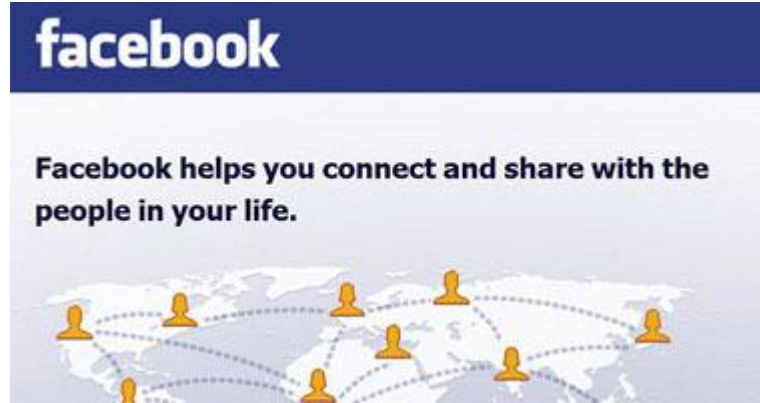 facebook
Facebook helps you connect and share with the
people in your life.